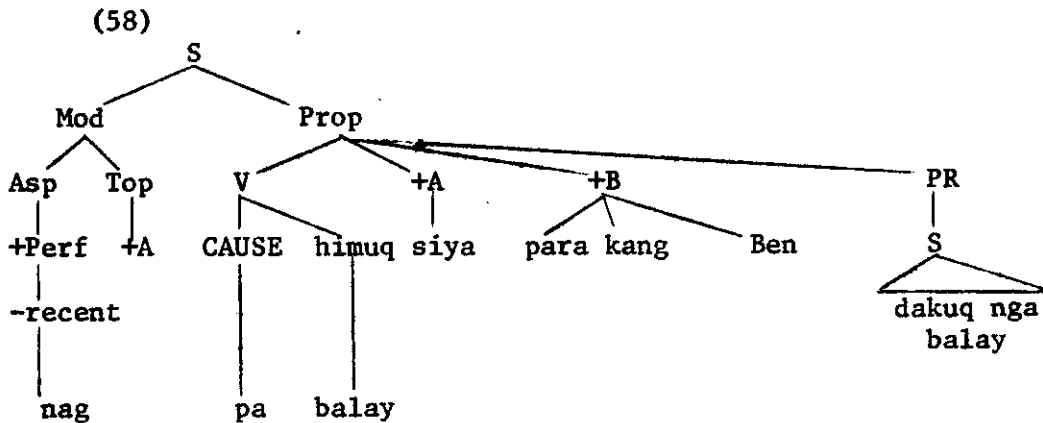 (58)
S
Mod Prop
Asp Top V +A +B PR
+Perf +A CAUSE himuq siya para kang Ben S
-recent dakuq nga
balay
nag pa balay